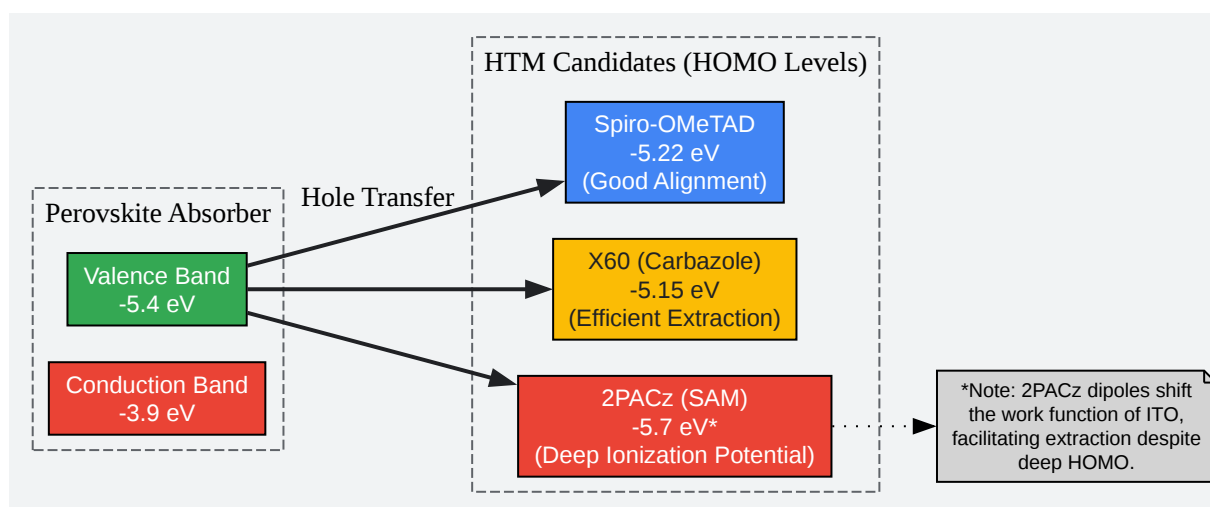 Perovskite Absorber
Valence Band
-5.4 eV
Conduction Band
-3.9 eV
Hole Transfer
HTM Candidates (HOMO Levels)
Spiro-OMeTAD
-5.22 eV
(Good Alignment)
X60 (Carbazole)
-5.15 eV
(Efficient Extraction)
2PACz (SAM)
-5.7 eV*
(Deep Ionization Potential)
*Note: 2PACz dipoles shift
the work function of ITO,
facilitating extraction despite
deep HOMO.